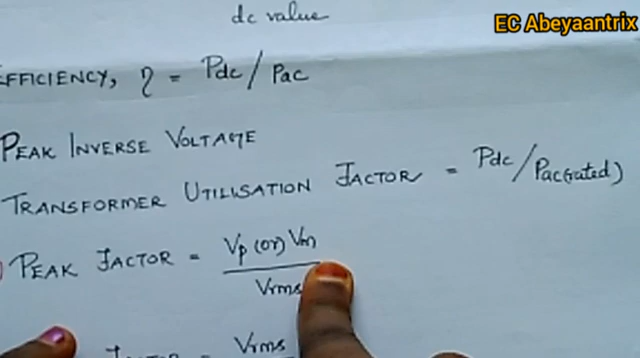 dc value
EC Abeyaantrix
EFFICIENCY, η = Pdc / Pac
PEAK INVERSE VOLTAGE
TRANSFORMER UTILISATION FACTOR = Pdc / Pac(rated)
PEAK FACTOR = Vp (or) Vm / Vrms
= Vrms